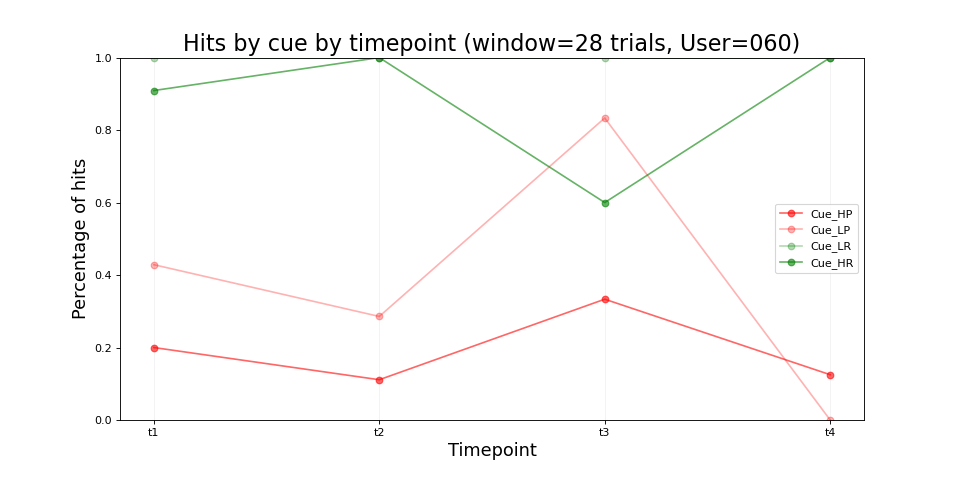 Hits by cue by timepoint (window=28 trials, User=060)
Percentage of hits
1.0
0.8
0.6
0.4
0.2
0.0
Cue_HP
Cue_LP
Cue_LR
Cue_HR
t1 t2 t3 t4
Timepoint